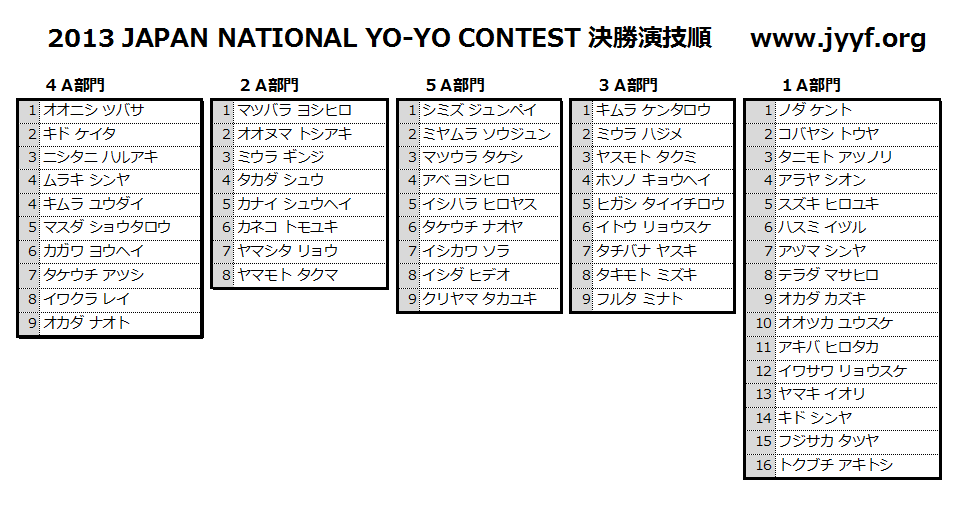 2013 JAPAN NATIONAL YO-YO CONTEST 決勝演技順 www.jyyf.org
4A部門
1 オオニシ ツバサ
2 キド ケイタ
3 ニシタニ ハルアキ
4 ムラキ シンヤ
4 キムラ ユウダイ
5 マスダ ショウタロウ
6 カガワ ヨウヘイ
7 タケウチ アツシ
8 イワクラ レイ
9 オカダ ナオト
2A部門
1 マツバラ ヨシヒロ
2 オオヌマ トシアキ
3 ミウラ ギンジ
4 タカダ シュウ
5 カナイ シュウヘイ
6 カネコ トモユキ
7 ヤマシタ リョウ
8 ヤマモト タクマ
5A部門
1 シミズ ジュンペイ
2 ミヤムラ ソウジュン
3 マツウラ タケシ
4 アベ ヨシヒロ
5 イシハラ ヒロヤス
6 タケウチ ナオヤ
7 イシカワ ソラ
8 イシダ ヒデオ
9 クリヤマ タカユキ
3A部門
1 キムラ ケンタロウ
2 ミウラ ハジメ
3 ヤスモト タクミ
4 ホソノ キョウヘイ
5 ヒガシ タイイチロウ
6 イトウ リョウスケ
7 タチバナ ヤスキ
8 タキモト ミズキ
9 フルタ ミナト
1A部門
1 ノダ ケント
2 コバヤシ トウヤ
3 タニモト アツノリ
4 アラヤ シオン
5 スズキ ヒロユキ
6 ハスミ イヅル
7 アヅマ シンヤ
8 テラダ マサヒロ
9 オカダ カズキ
10 オオツカ ユウスケ
11 アキバ ヒロタカ
12 イワサワ リョウスケ
13 ヤマキ イオリ
14 キド シンヤ
15 フジサカ タツヤ
16 トクブチ アキトシ